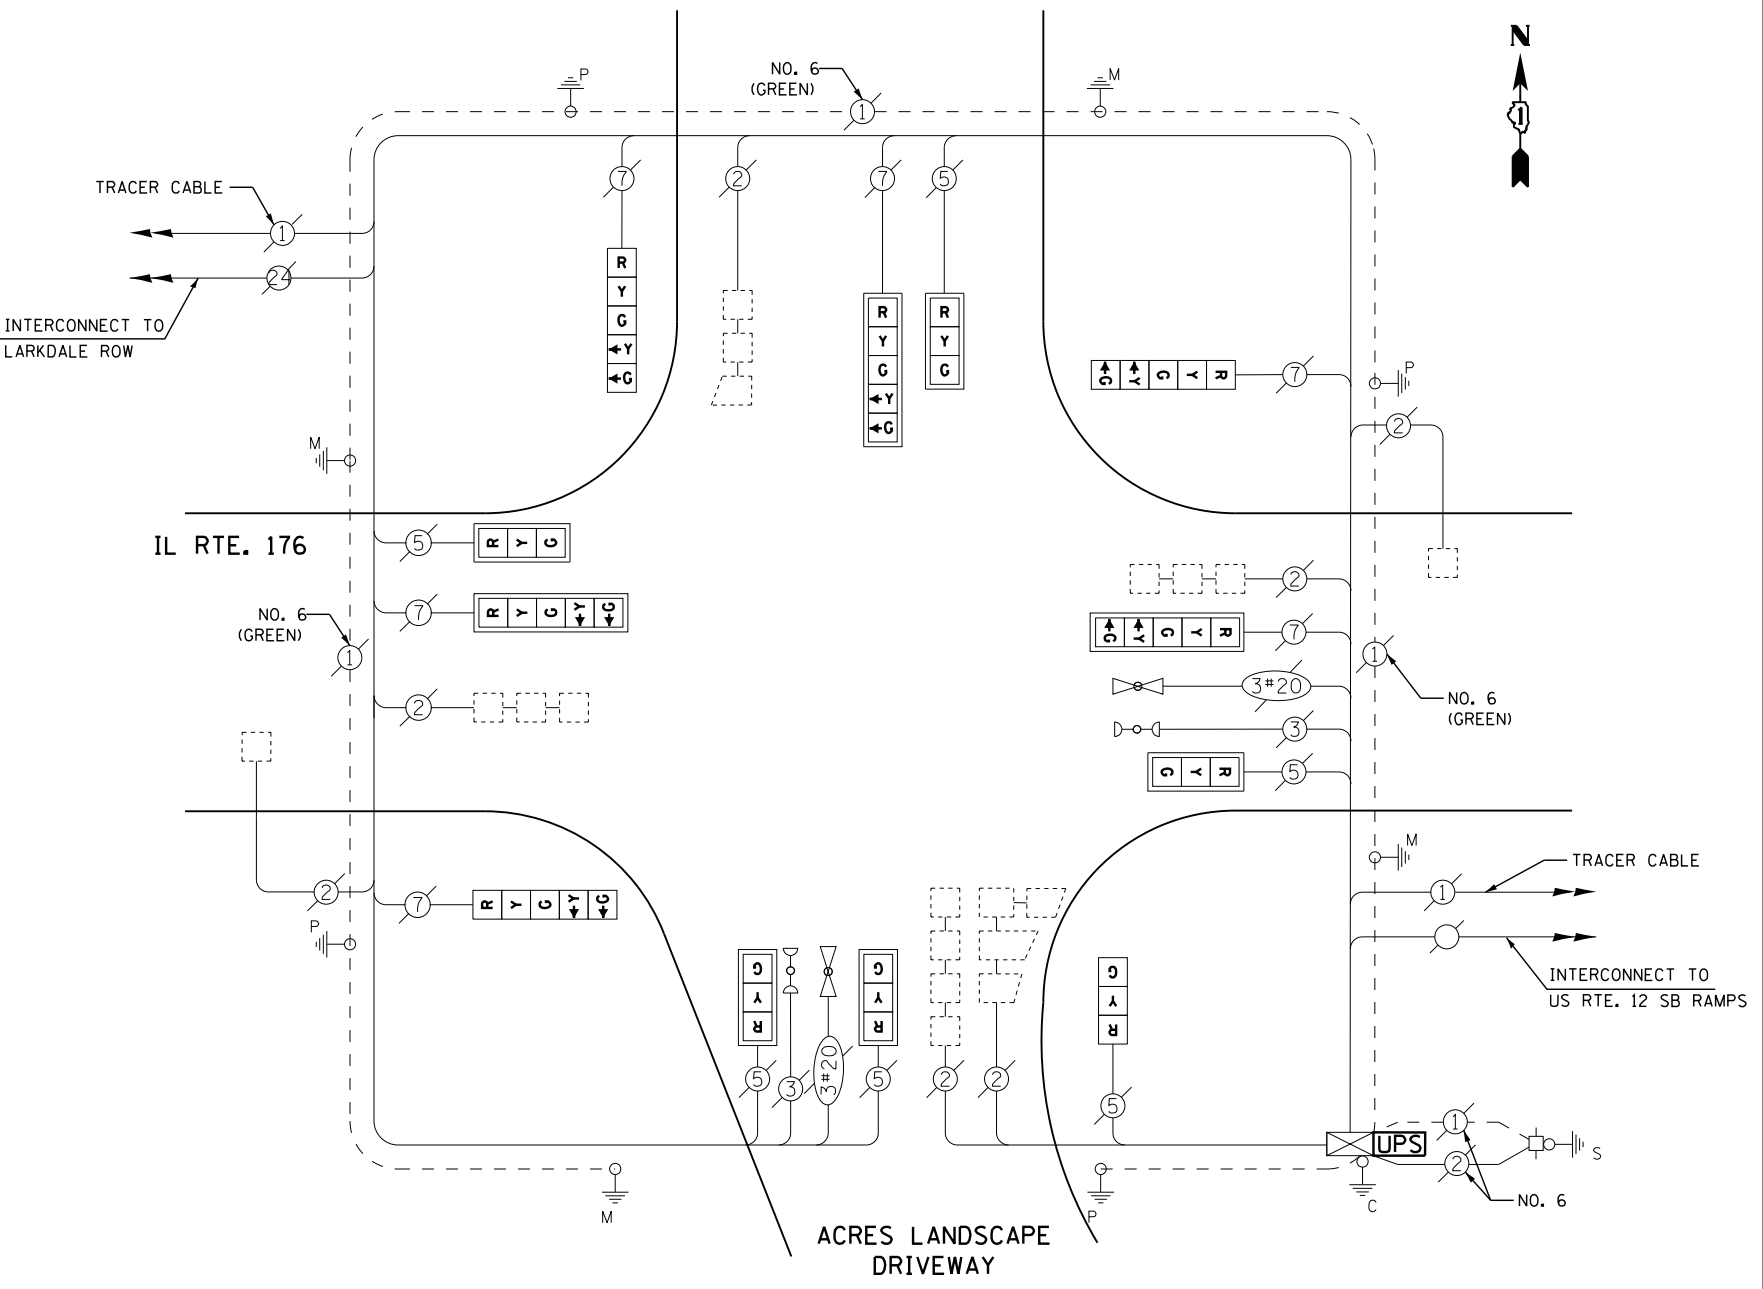 N
1
P
NO. 6
(GREEN)
1
M
TRACER CABLE
1
7
2
7
5
24
INTERCONNECT TO
LARKDALE ROW
R
Y
G
←Y
←G
R
Y
G
←Y
←G
R
Y
G
G Y G Y R
7
P
2
M
IL RTE. 176
5
R Y G
7
R Y G Y G
NO. 6
(GREEN)
1
2
2
G Y G Y R
7
1
NO. 6
(GREEN)
3#20
3
G Y R
5
2
P
7
R Y G Y G
M
TRACER CABLE
1
INTERCONNECT TO
US RTE. 12 SB RAMPS
G
Y
R
G
Y
R
G
Y
R
5
3
3#20
5
2
2
5
1
UPS
2
S
NO. 6
C
M
P
ACRES LANDSCAPE
DRIVEWAY